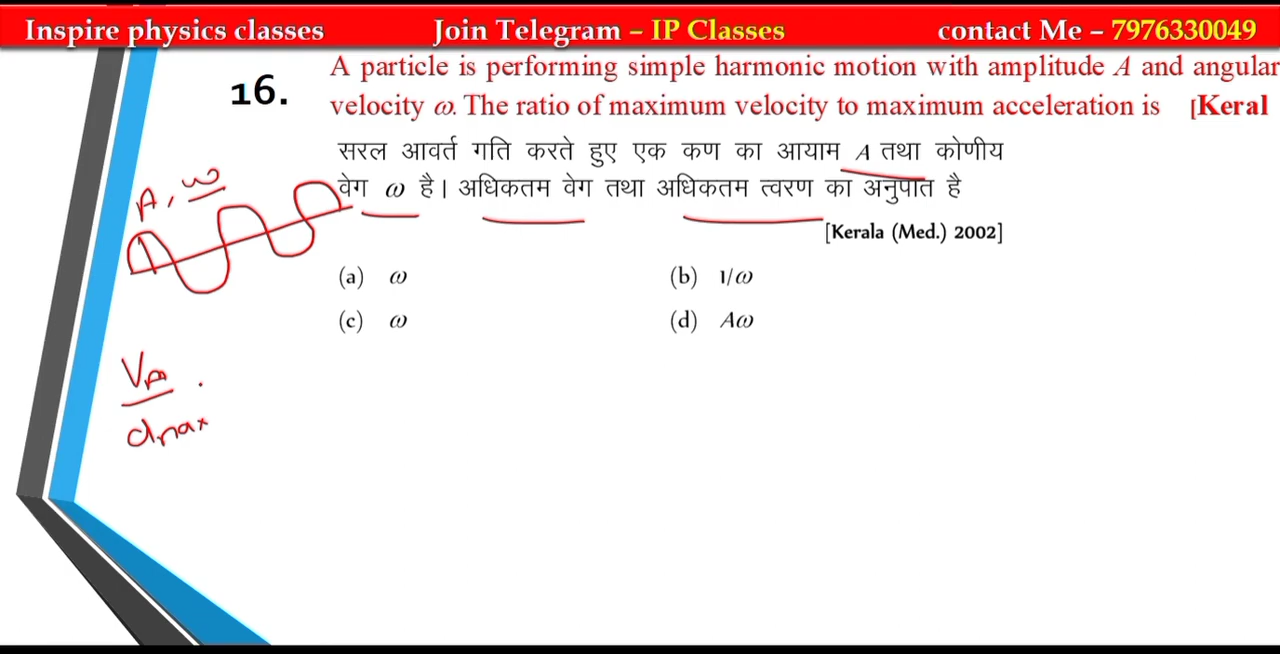 Inspire physics classes Join Telegram – IP Classes contact Me – 7976330049
16. A particle is performing simple harmonic motion with amplitude A and angular
velocity ω. The ratio of maximum velocity to maximum acceleration is [Keral
सरल आवर्त गति करते हुए एक कण का आयाम A तथा कोणीय
वेग ω है। अधिकतम वेग तथा अधिकतम त्वरण का अनुपात है
[Kerala (Med.) 2002]
A, ω
(a) ω (b) 1/ω
(c) ω (d) Aω
amax